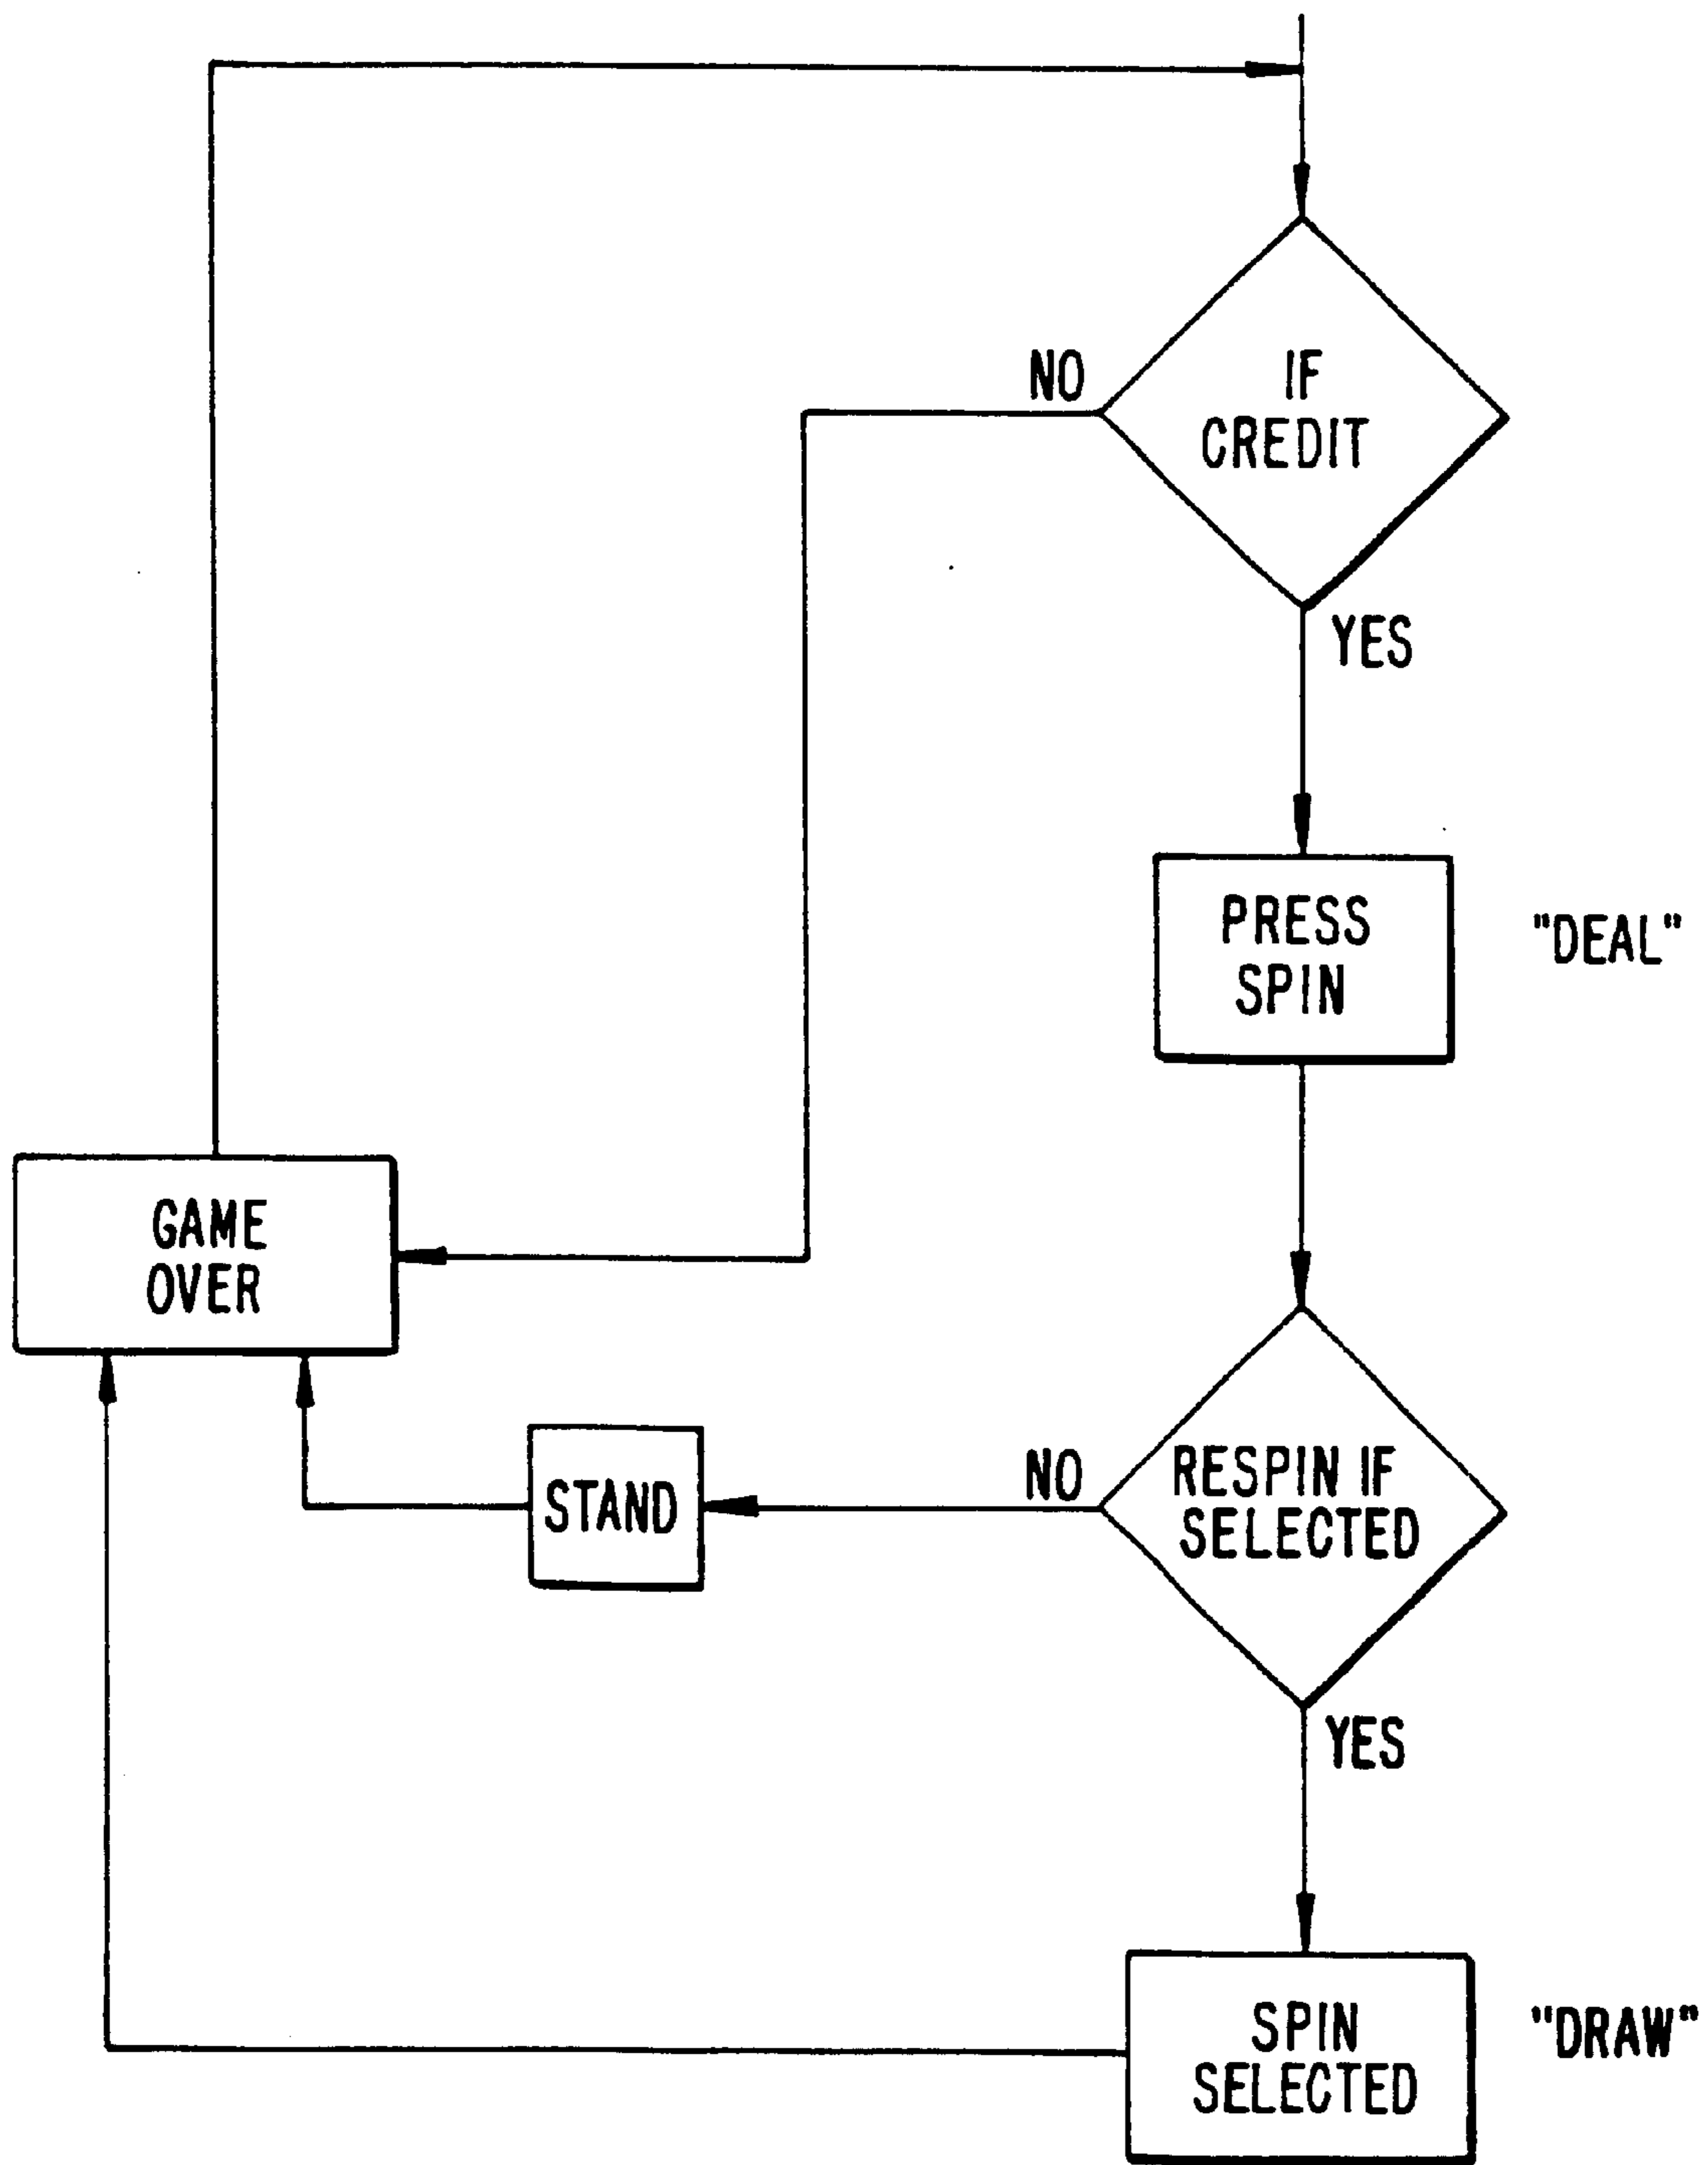 NO
IF
CREDIT
YES
PRESS
SPIN
"DEAL"
GAME
OVER
STAND
NO
RESPIN IF
SELECTED
YES
SPIN
SELECTED
"DRAW"